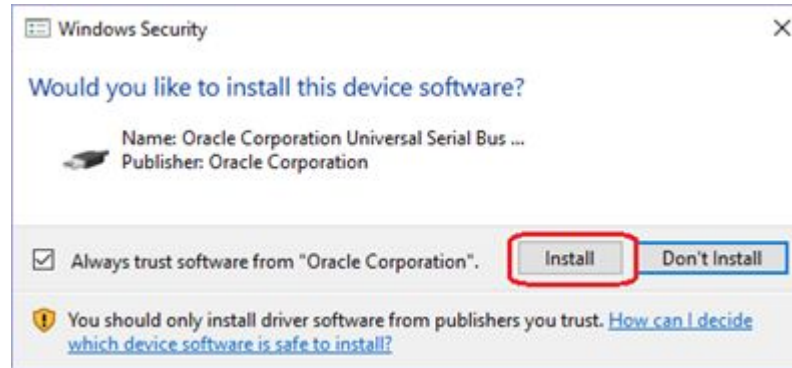 Windows Security
Would you like to install this device software?
Name: Oracle Corporation Universal Serial Bus ...
Publisher: Oracle Corporation
Always trust software from "Oracle Corporation".
Install
Don't Install
You should only install driver software from publishers you trust. How can I decide
which device software is safe to install?